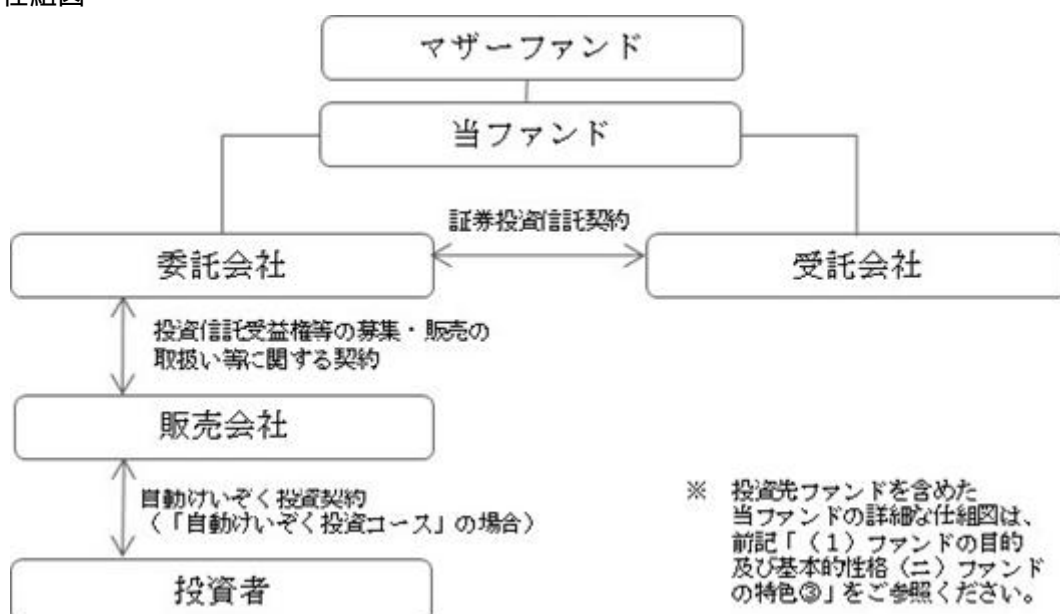 仕組図
マザーファンド
当ファンド
証券投資信託契約
委託会社
受託会社
投資信託受益権等の募集・販売の
取扱い等に関する契約
販売会社
自動けいぞく投資契約
（「自動けいぞく投資コース」の場合）
投資者
※ 投資先ファンドを含めた
当ファンドの詳細な仕組図は、
前記「（１）ファンドの目的
及び基本的性格（ニ）ファンド
の特色③」をご参照ください。